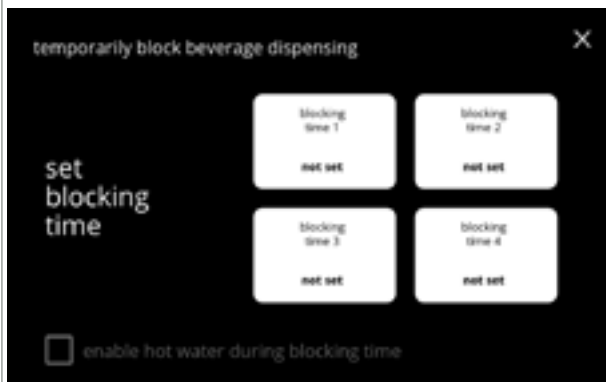 temporarily block beverage dispensing
set
blocking
time
blocking
time 1
not set
blocking
time 2
not set
blocking
time 3
not set
blocking
time 4
not set
enable hot water during blocking time